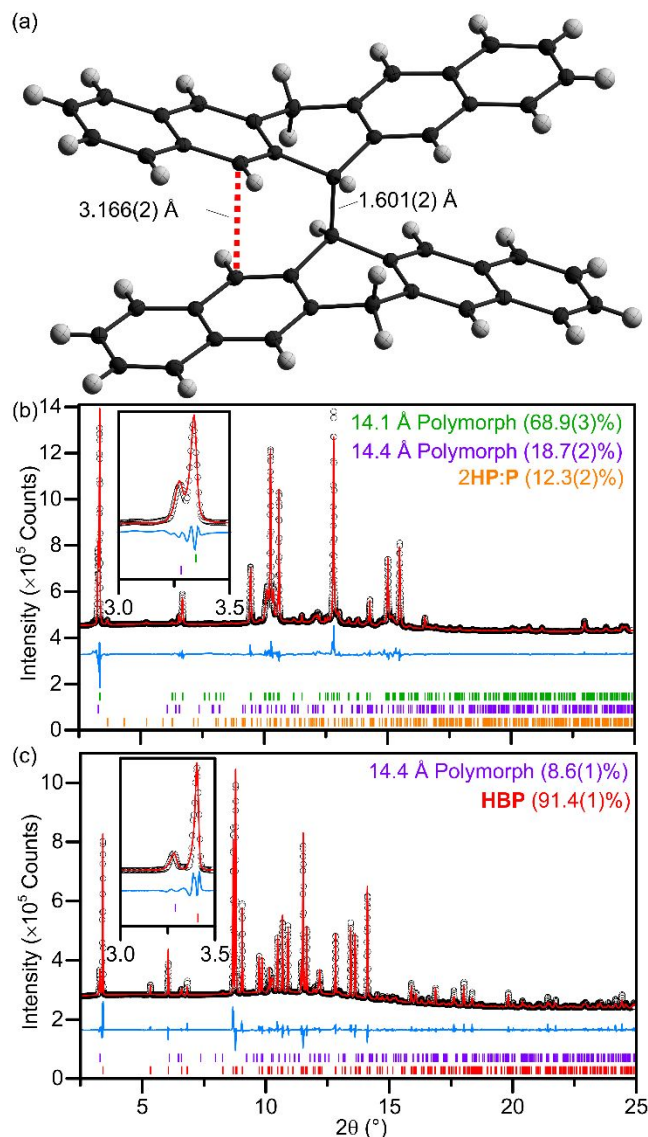 (a)
3.166(2) Å
1.601(2) Å
(b)
14
12
10
8
6
4
2
0
Intensity (×10⁵ Counts)
14.1 Å Polymorph (68.9(3)%)
14.4 Å Polymorph (18.7(2)%)
2HP:P (12.3(2)%)
3.0
3.5
(c)
10
8
6
4
2
0
Intensity (×10⁵ Counts)
14.4 Å Polymorph (8.6(1)%)
HBP (91.4(1)%)
3.0
3.5
5
10
15
20
25
2θ (°)